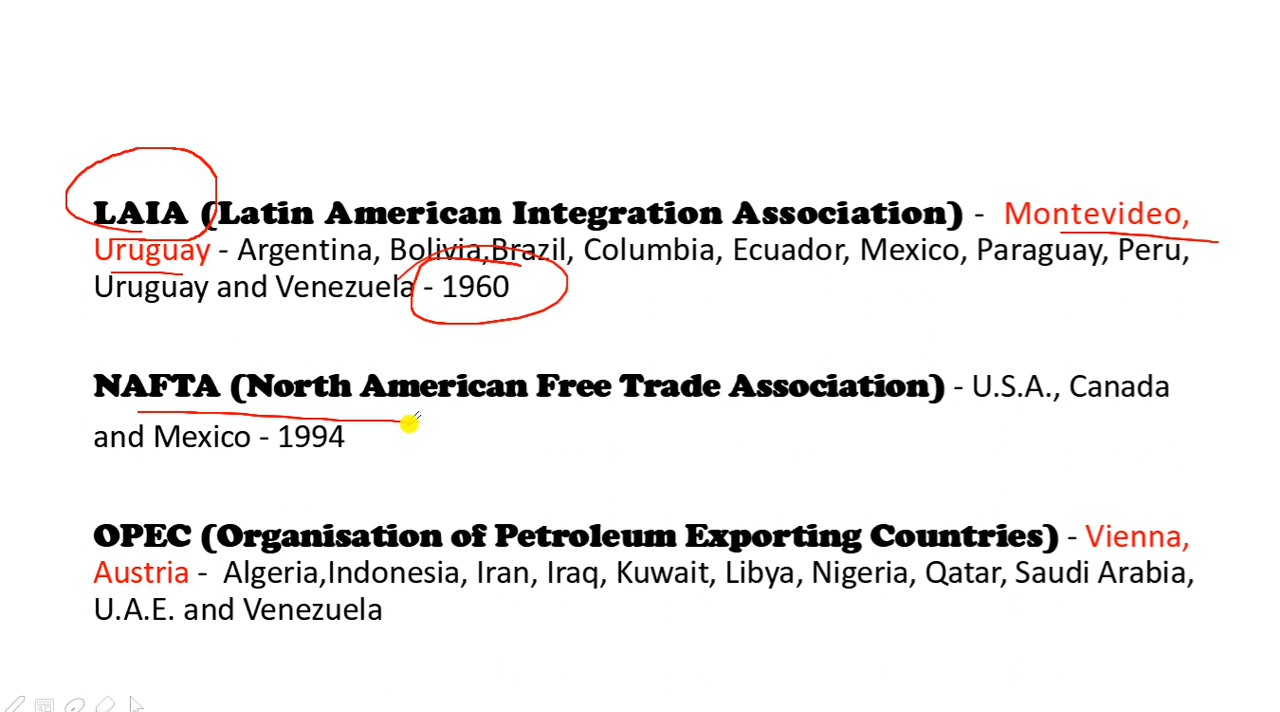 LAIA (Latin American Integration Association) - Montevideo,
Uruguay - Argentina, Bolivia,Brazil, Columbia, Ecuador, Mexico, Paraguay, Peru,
Uruguay and Venezuela - 1960
NAFTA (North American Free Trade Association) - U.S.A., Canada
and Mexico - 1994
OPEC (Organisation of Petroleum Exporting Countries) - Vienna,
Austria - Algeria,Indonesia, Iran, Iraq, Kuwait, Libya, Nigeria, Qatar, Saudi Arabia,
U.A.E. and Venezuela